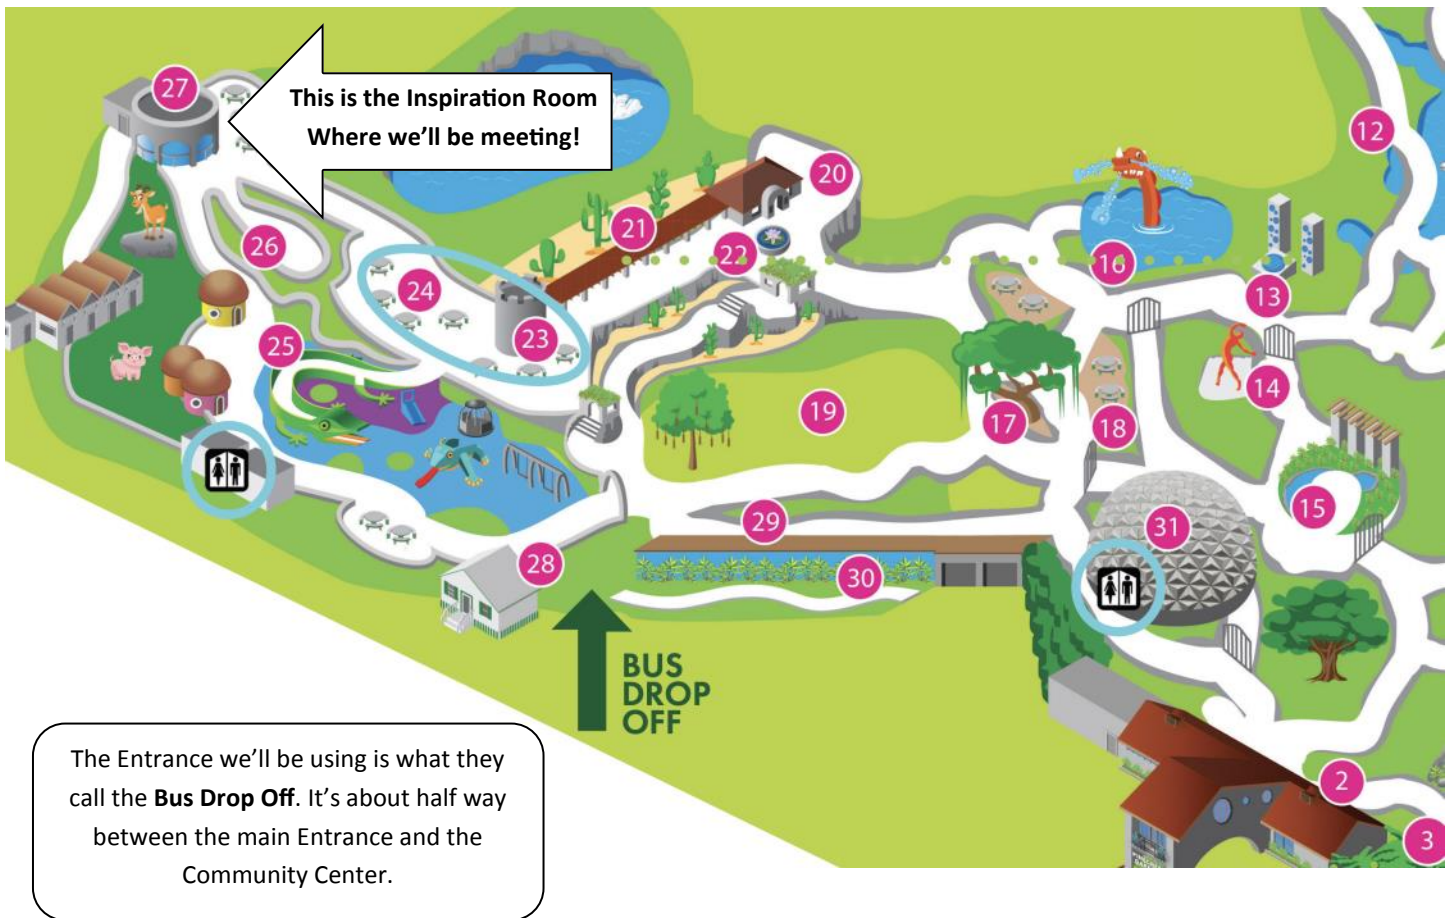 27
This is the Inspiration Room
Where we’ll be meeting!
12
20
21
22
26
24
16
13
23
25
14
19
17
18
15
29
31
28
30
BUS
DROP
OFF
The Entrance we’ll be using is what they
call the Bus Drop Off. It’s about half way
between the main Entrance and the
Community Center.
2
3